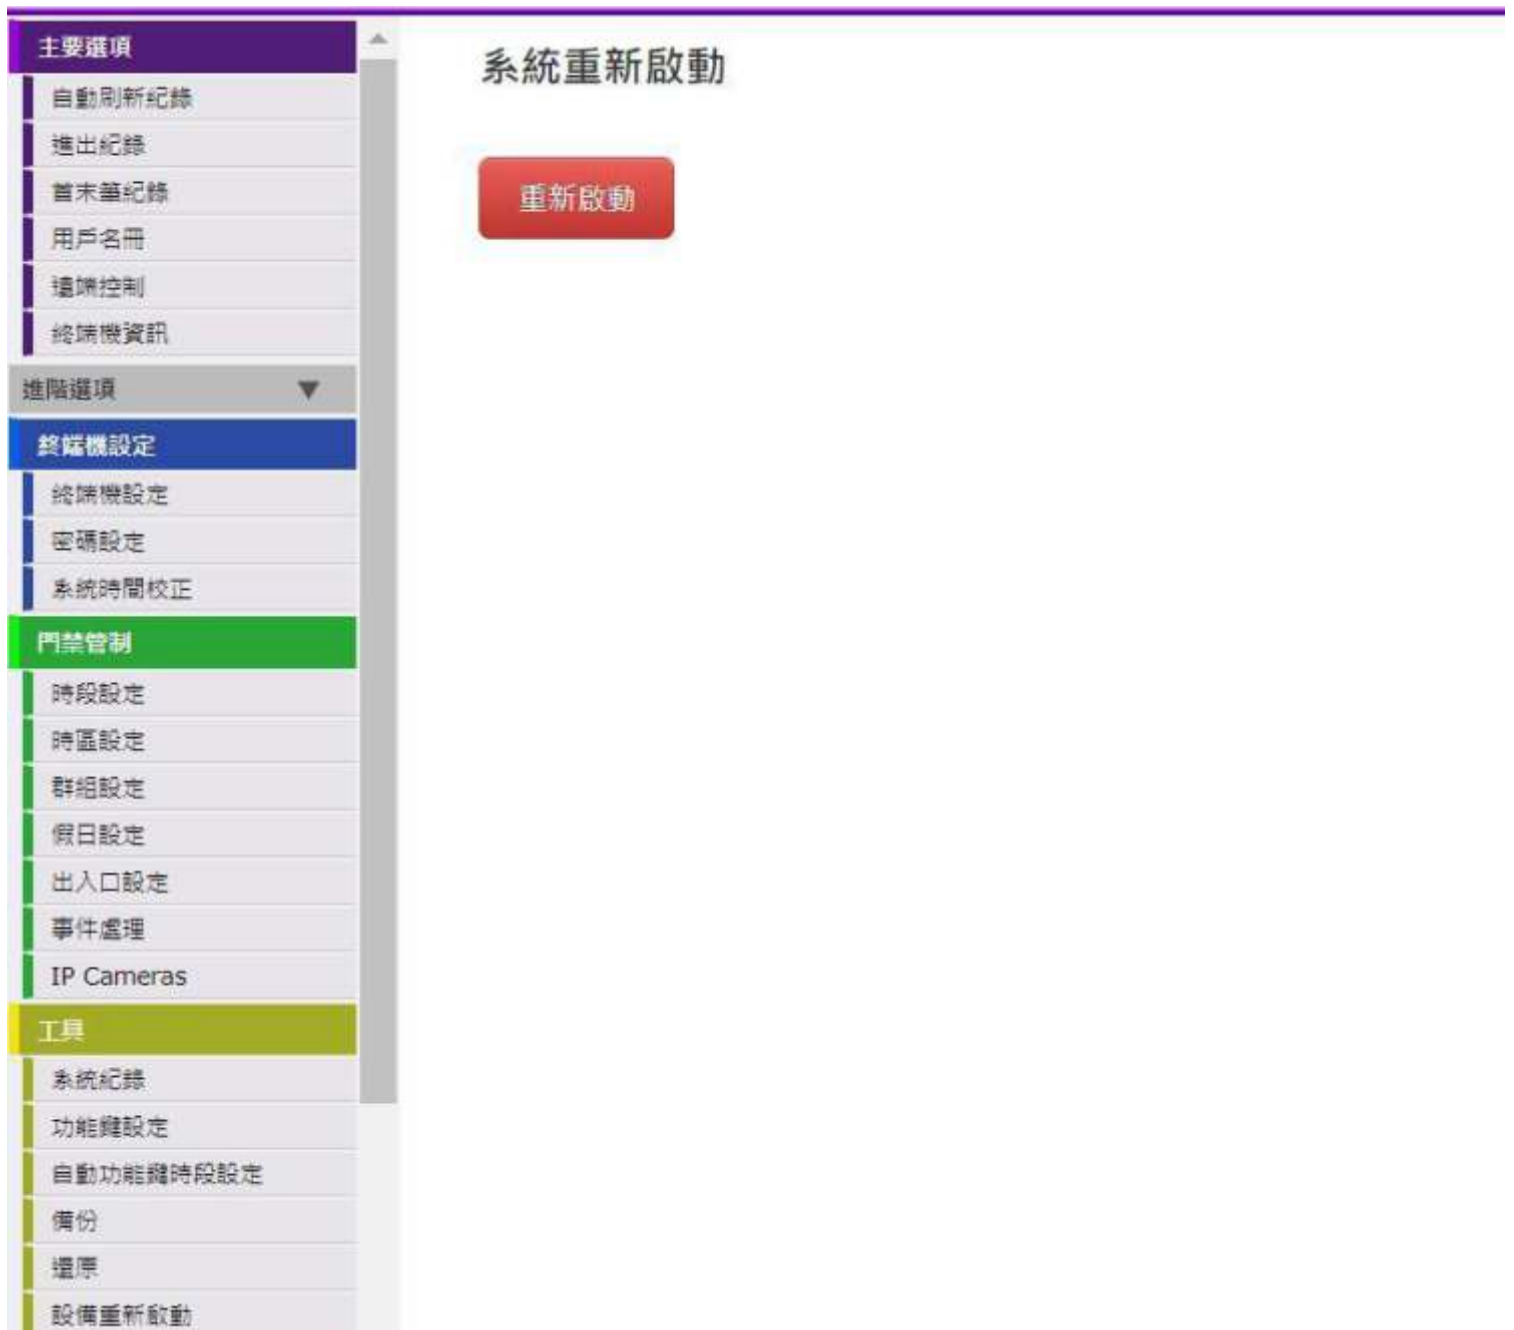 主要選項
自動刷新紀錄
進出紀錄
首末筆紀錄
用戶名冊
遠端控制
終端機資訊
進階選項
終端機設定
終端機設定
密碼設定
系統時間校正
門禁管制
時段設定
時區設定
群組設定
假日設定
出入口設定
事件處理
IP Cameras
工具
系統紀錄
功能鍵設定
自動功能鍵時段設定
備份
還原
設備重新啟動
系統重新啟動
重新啟動